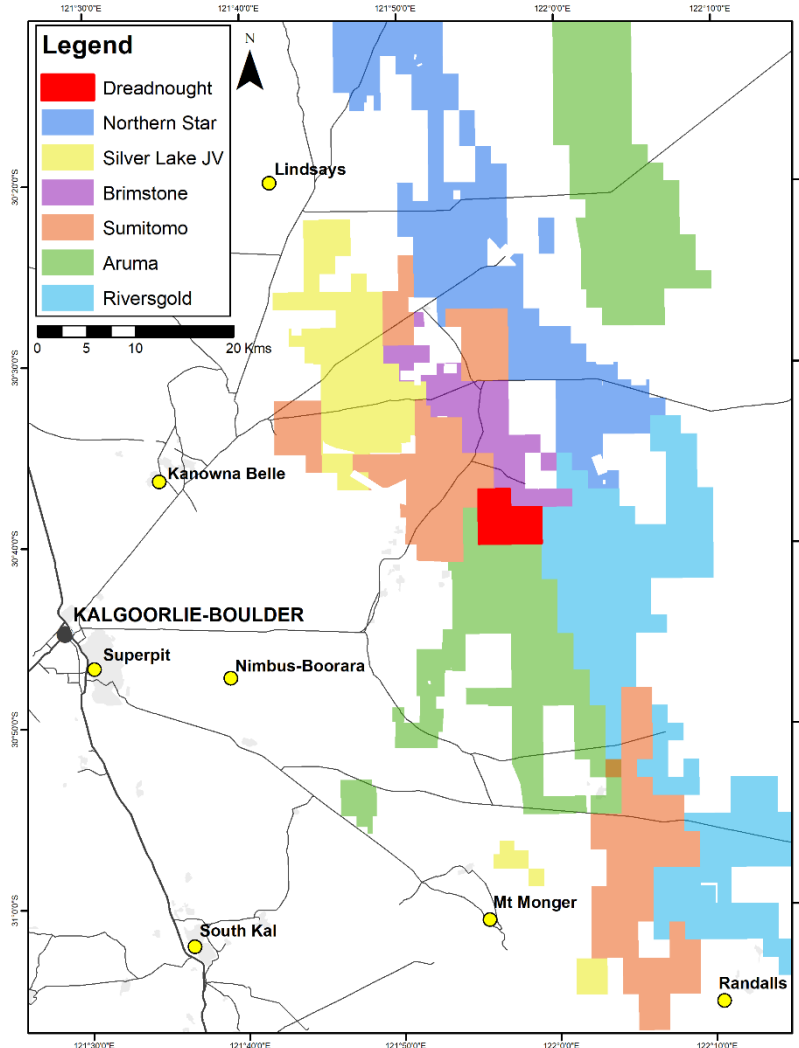 121°30'0"E
121°40'0"E
121°50'0"E
122°0'0"E
122°10'0"E
Legend
Dreadnought
Northern Star
Silver Lake JV
Brimstone
Sumitomo
Aruma
Riversgold
0 5 10 20 Kms
N
Lindsays
30°20'0"S
30°30'0"S
Kanowna Belle
30°40'0"S
KALGOORLIE-BOULDER
Superpit
Nimbus-Boorara
30°50'0"S
Mt Monger
31°0'0"S
South Kal
Randalls
121°30'0"E
121°40'0"E
121°50'0"E
122°0'0"E
122°10'0"E